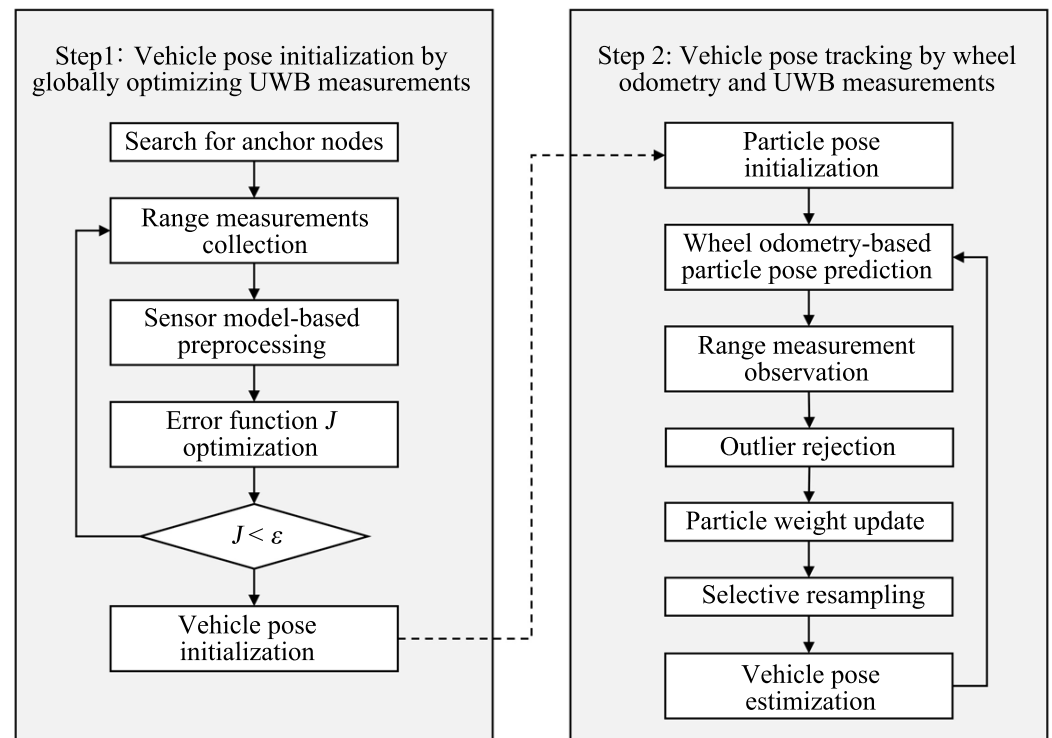 Step1: Vehicle pose initialization by
globally optimizing UWB measurements
Search for anchor nodes
Range measurements
collection
Sensor model-based
preprocessing
Error function J
optimization
J < ε
Vehicle pose
initialization
Step 2: Vehicle pose tracking by wheel
odometry and UWB measurements
Particle pose
initialization
Wheel odometry-based
particle pose prediction
Range measurement
observation
Outlier rejection
Particle weight update
Selective resampling
Vehicle pose
estimization